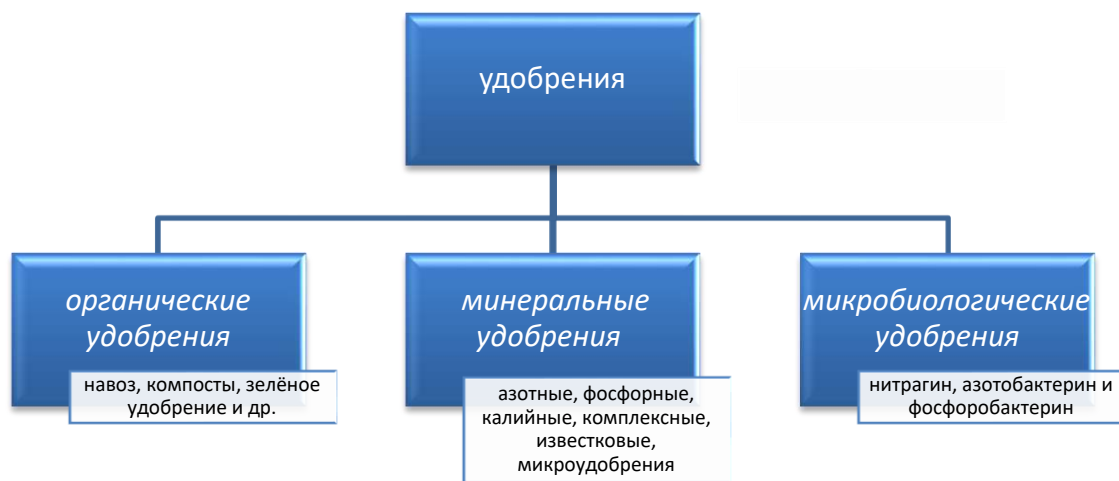 удобрения
органические
удобрения
навоз, компосты, зелёное
удобрение и др.
минеральные
удобрения
азотные, фосфорные,
калийные, комплексные,
известковые,
микроудобрения
микробиологические
удобрения
нитрагин, азотобактерин и
фосфоробактерин